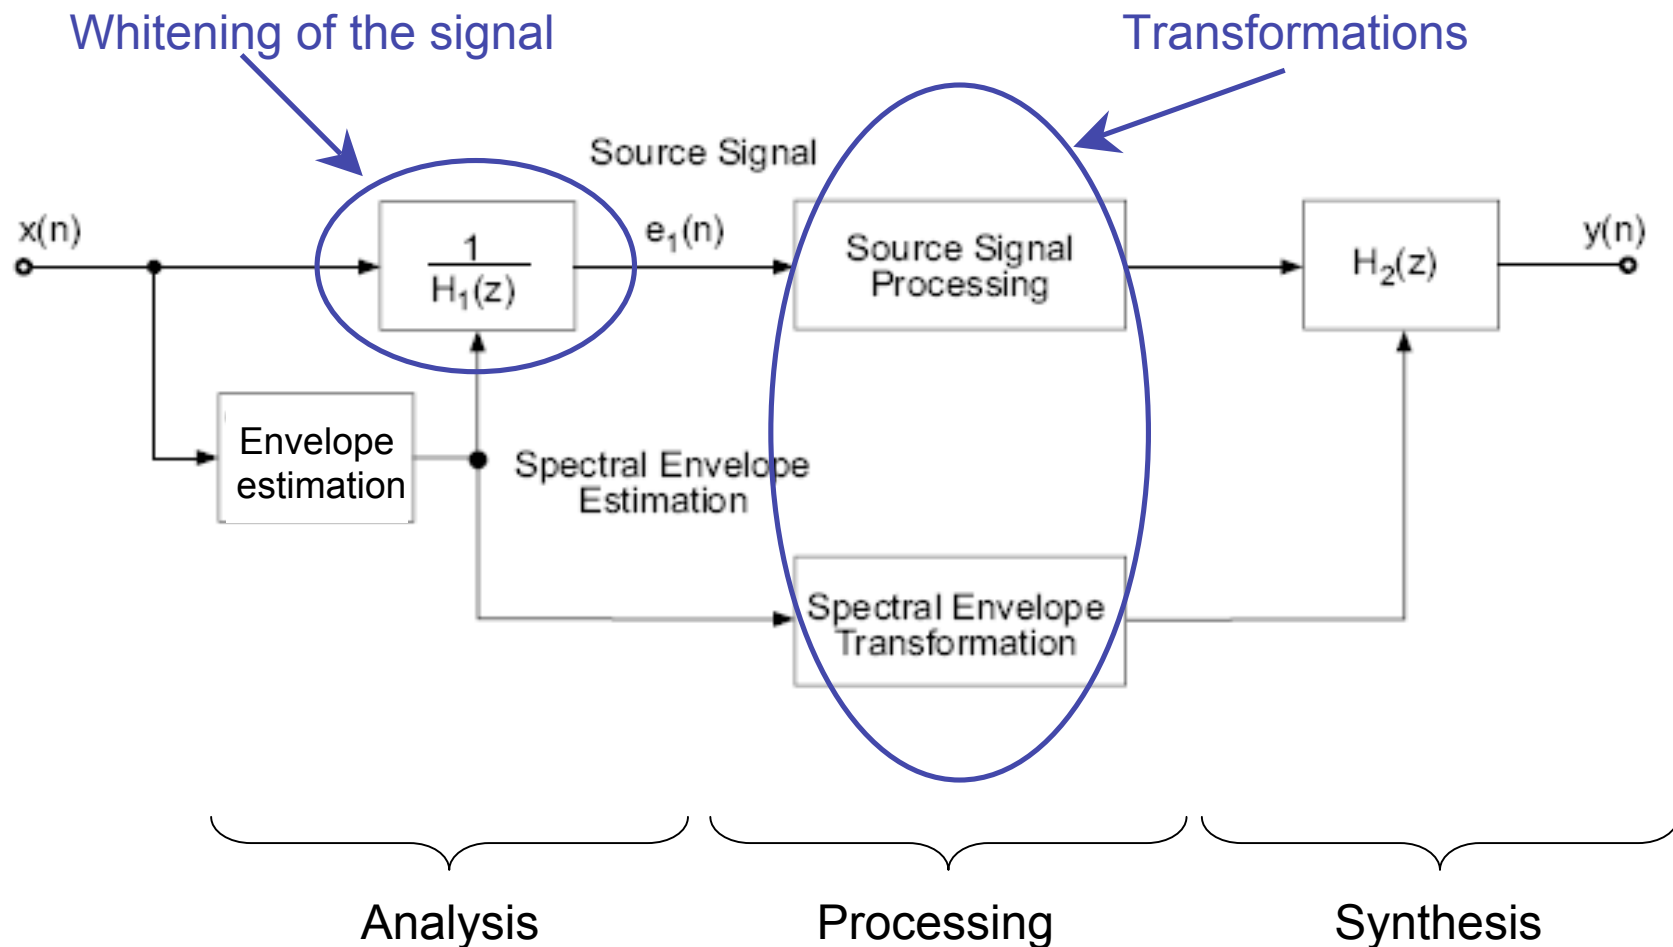 Whitening of the signal
Transformations
Source Signal
x(n)
1
H₁(z)
e₁(n)
Source Signal
Processing
H₂(z)
y(n)
Envelope
estimation
Spectral Envelope
Estimation
Spectral Envelope
Transformation
Analysis
Processing
Synthesis